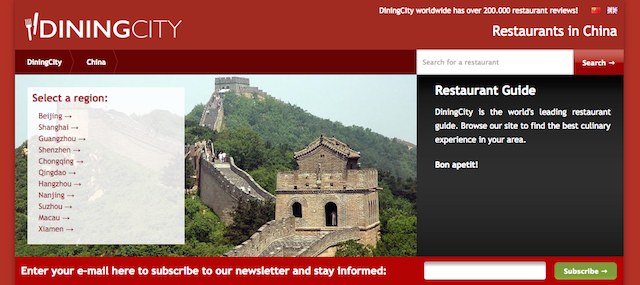 DININGCITY
DiningCity worldwide has over 200.000 restaurant reviews!
Restaurants in China
DiningCity
China
Search for a restaurant
Search →
Select a region:
Beijing →
Shanghai →
Guangzhou →
Shenzhen →
Chongqing →
Qingdao →
Hangzhou →
Nanjing →
Suzhou →
Macau →
Xiamen →
Restaurant Guide
DiningCity is the world's leading restaurant
guide. Browse our site to find the best culinary
experience in your area.
Bon apetit!
Enter your e-mail here to subscribe to our newsletter and stay informed:
Subscribe →